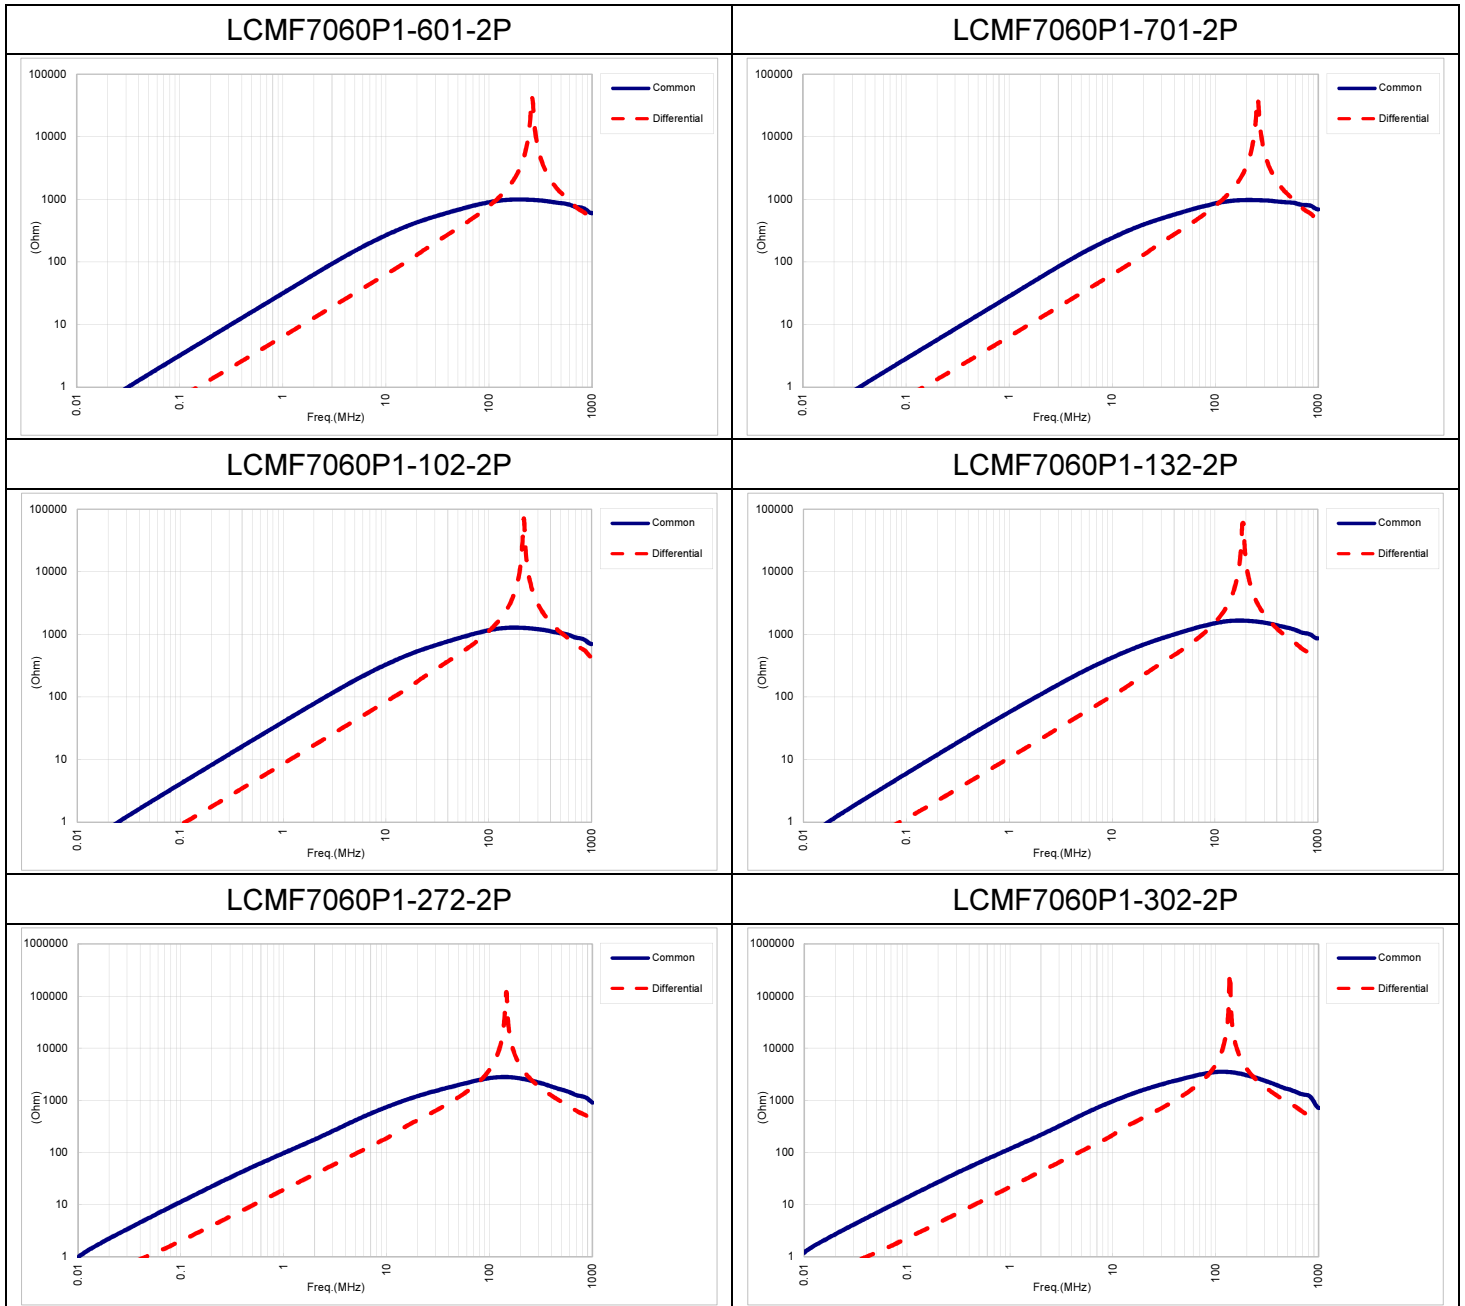 LCMF7060P1-601-2P
LCMF7060P1-701-2P
100000
10000
1000
100
10
1
(Ohm)
0.01
0.1
1
10
100
1000
Freq.(MHz)
Common
Differential
100000
10000
1000
100
10
1
(Ohm)
0.01
0.1
1
10
100
1000
Freq.(MHz)
Common
Differential
LCMF7060P1-102-2P
LCMF7060P1-132-2P
100000
10000
1000
100
10
1
(Ohm)
0.01
0.1
1
10
100
1000
Freq.(MHz)
Common
Differential
100000
10000
1000
100
10
1
(Ohm)
0.01
0.1
1
10
100
1000
Freq.(MHz)
Common
Differential
LCMF7060P1-272-2P
LCMF7060P1-302-2P
1000000
100000
10000
1000
100
10
1
(Ohm)
0.01
0.1
1
10
100
1000
Freq.(MHz)
Common
Differential
1000000
100000
10000
1000
100
10
1
(Ohm)
0.01
0.1
1
10
100
1000
Freq.(MHz)
Common
Differential